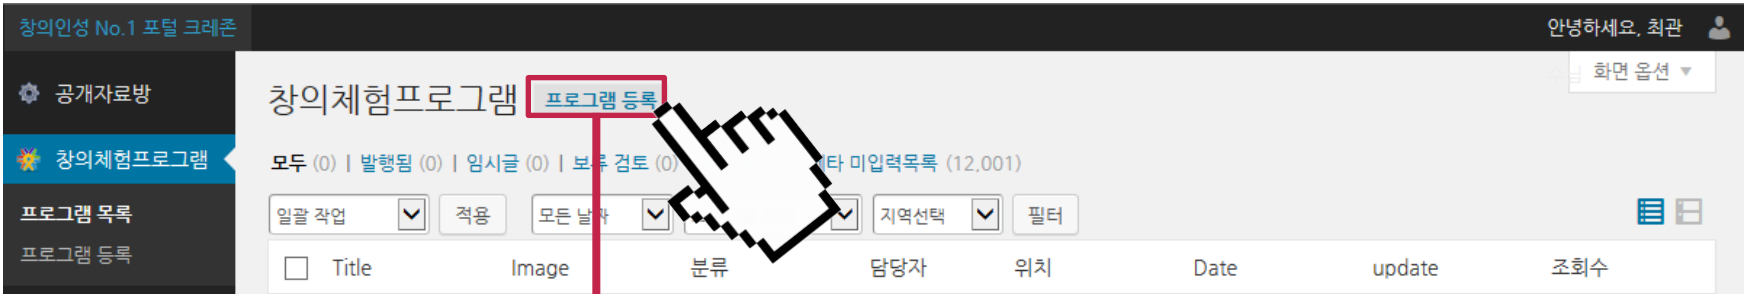 창의인성 No.1 포털 크레존
안녕하세요, 최관
화면 옵션
공개자료방
창의체험프로그램 프로그램 등록
창의체험프로그램
모두 (0) | 발행됨 (0) | 임시글 (0) | 보류 검토 (0) 미입력목록 (12,001)
프로그램 목록
일괄 작업 적용 모든 날짜 지역선택 필터
프로그램 등록
Title Image 분류 담당자 위치 Date update 조회수